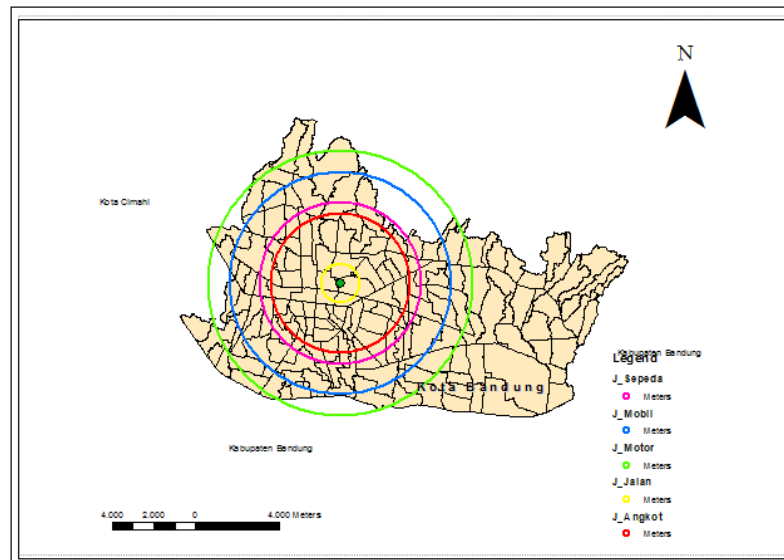 N
Kota Cimahi
Kabupaten Bandung
Legend
J_Sepeda
Meters
Kota Bandung
J_Mobil
Meters
J_Motor
Meters
Kabupaten Bandung
J_Jalan
Meters
J_Angkot
Meters
4.000 2.000 0 4.000 Meters